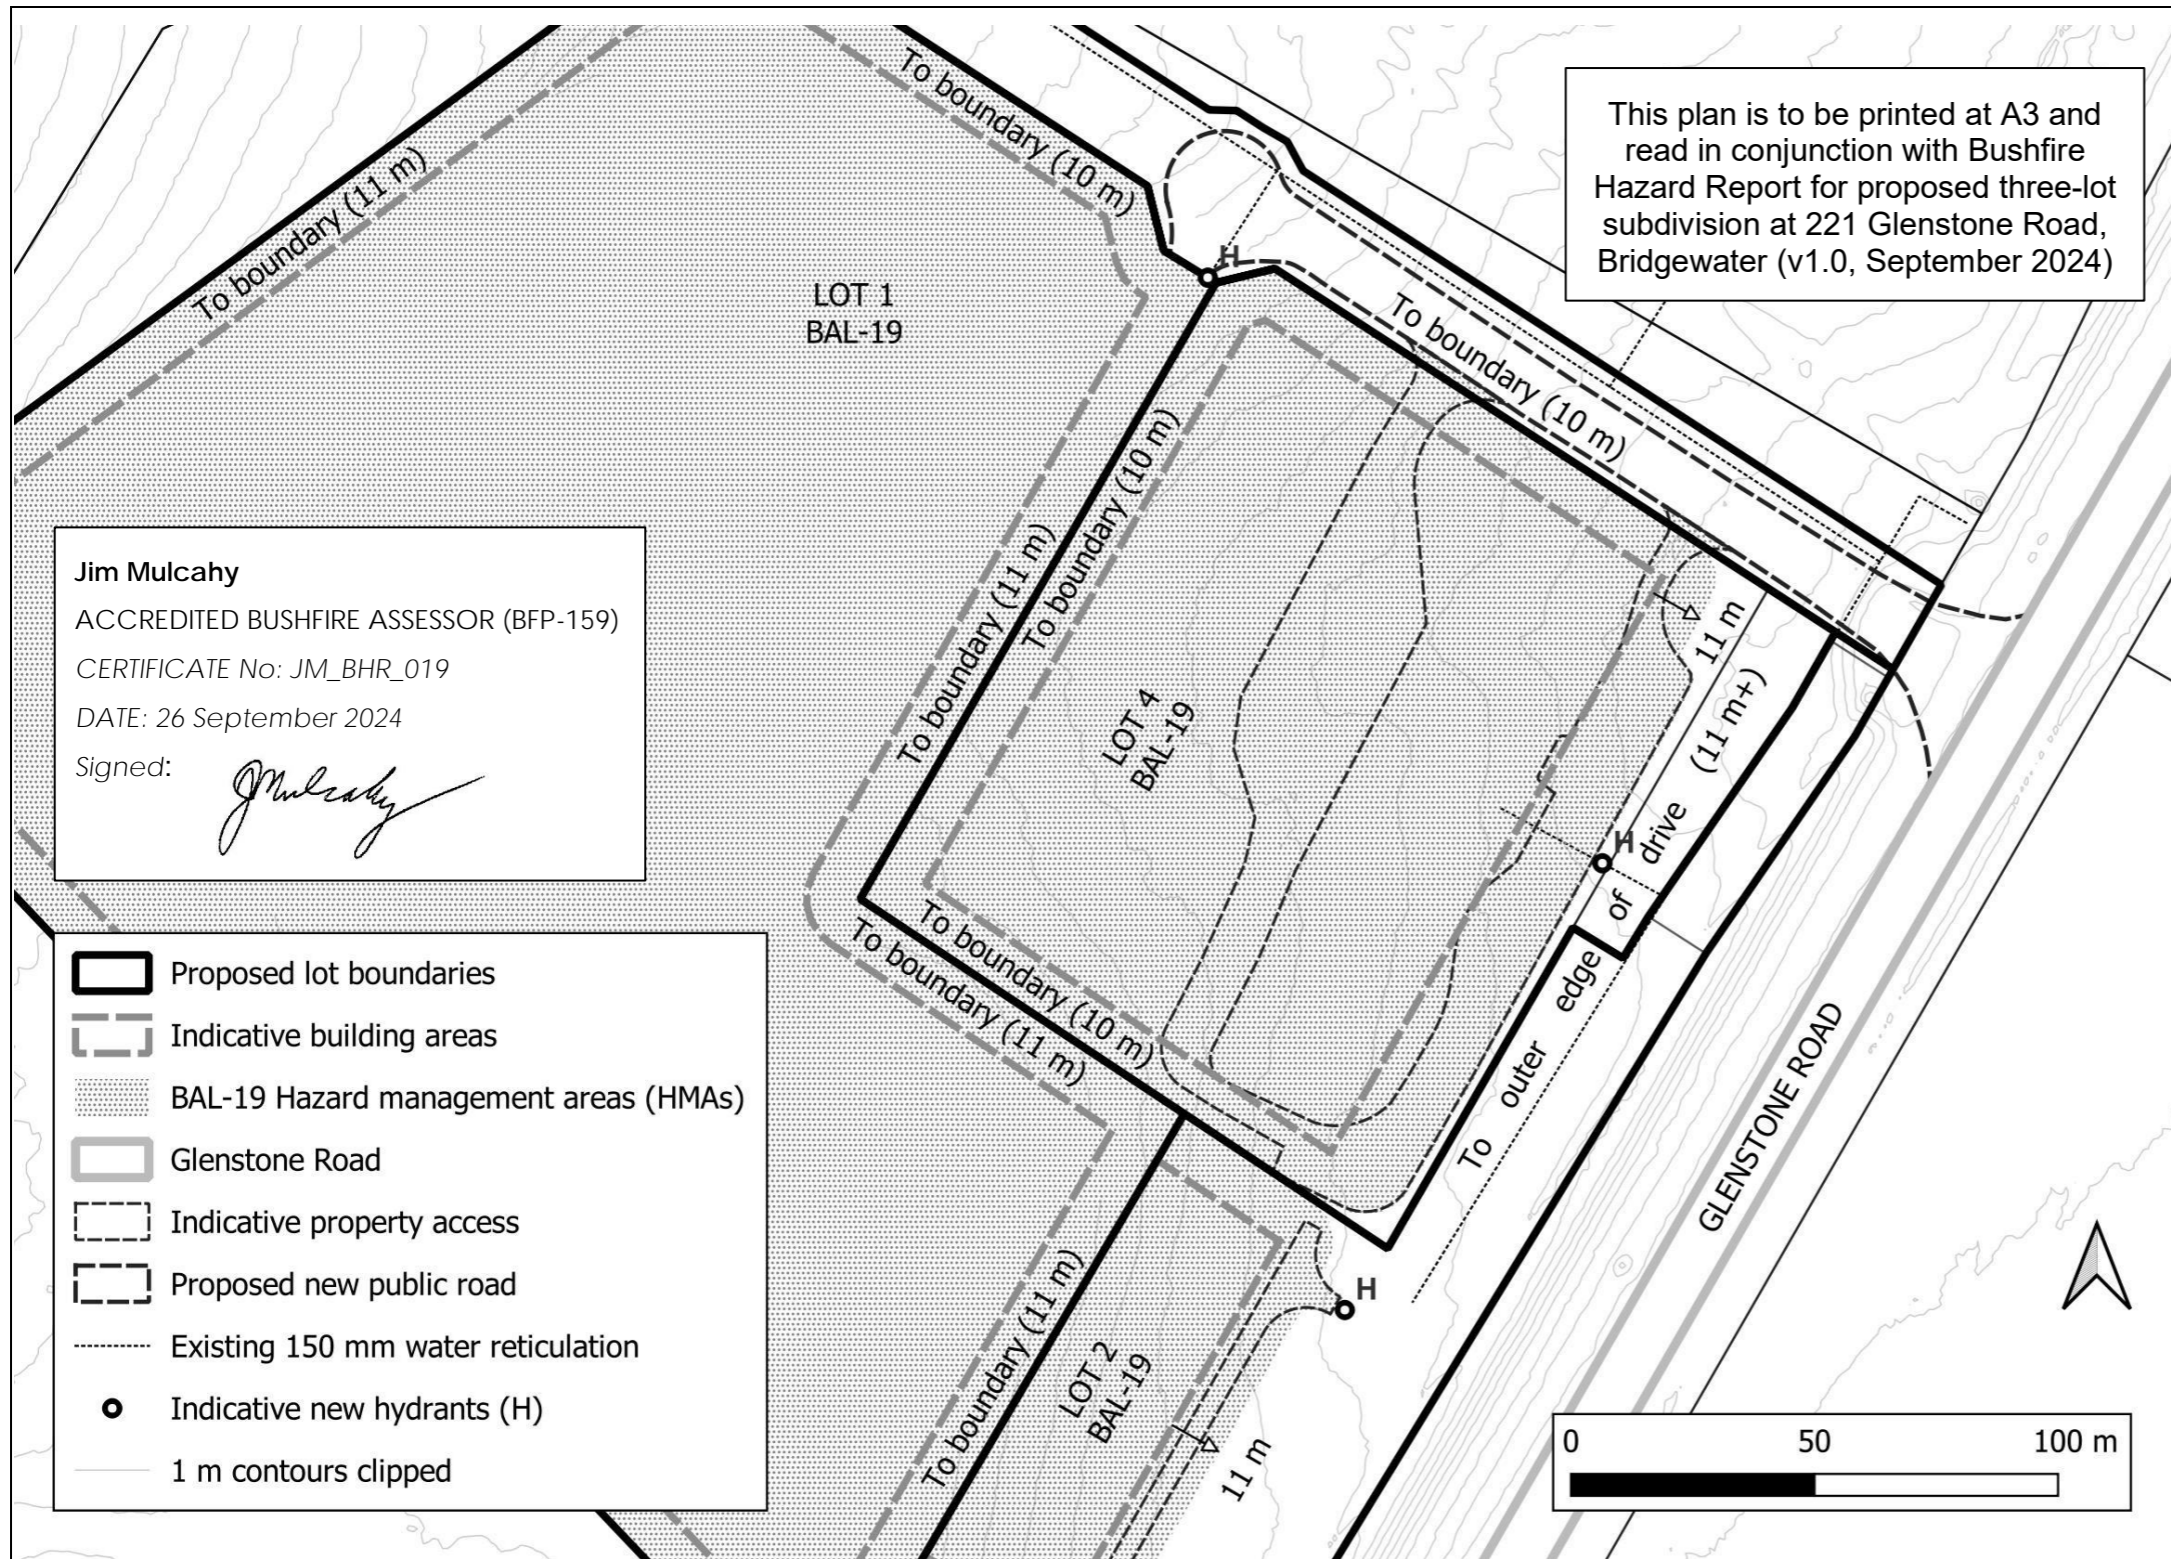 This plan is to be printed at A3 and
read in conjunction with Bushfire
Hazard Report for proposed three-lot
subdivision at 221 Glenstone Road,
Bridgewater (v1.0, September 2024)
To boundary (10 m)
To boundary (11 m)
H
LOT 1
BAL-19
To boundary (10 m)
To boundary (10 m)
To boundary (11 m)
11 m
LOT 4
BAL-19
H
To outer edge of drive (11 m+)
To boundary (10 m)
To boundary (11 m)
GLENSTONE ROAD
To boundary (11 m)
H
LOT 2
BAL-19
11 m
Jim Mulcahy
ACCREDITED BUSHFIRE ASSESSOR (BFP-159)
CERTIFICATE No: JM_BHR_019
DATE: 26 September 2024
Signed:
JMulcahy
Proposed lot boundaries
Indicative building areas
BAL-19 Hazard management areas (HMAs)
Glenstone Road
Indicative property access
Proposed new public road
Existing 150 mm water reticulation
Indicative new hydrants (H)
1 m contours clipped
0 50 100 m